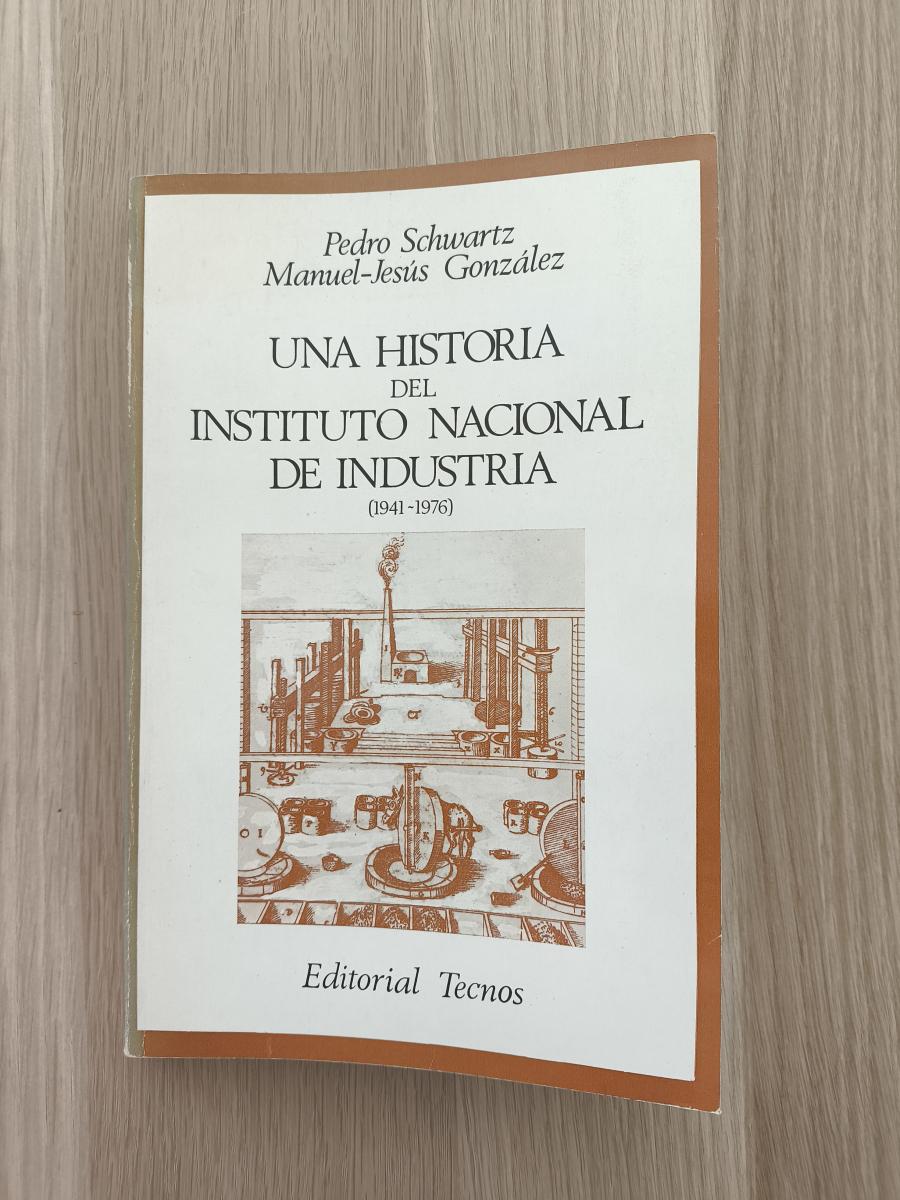 Pedro Schwartz
Manuel-Jesús González
UNA HISTORIA
DEL
INSTITUTO NACIONAL
DE INDUSTRIA
(1941-1976)
Editorial Tecnos